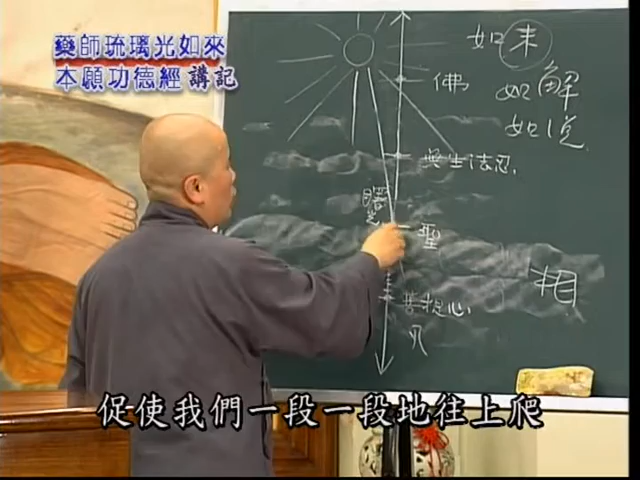 藥師琉璃光如來
本願功德經講記
如來
如解
如說
佛
無生法忍
聖
相
菩提心
凡
促使我們一段一段地往上爬